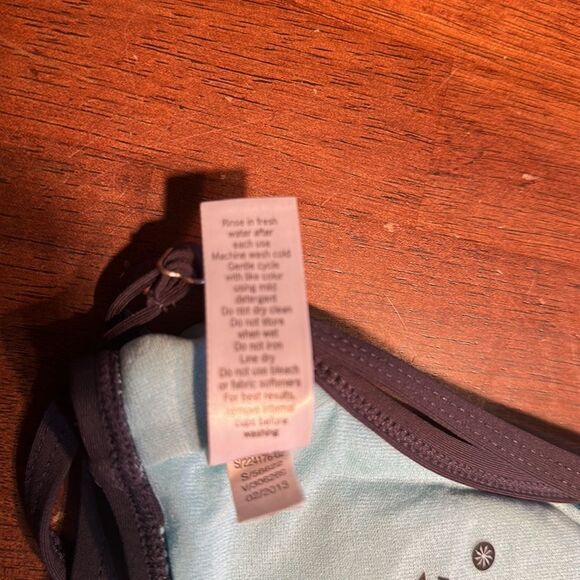 Rinse in fresh
water after
each use
Machine wash cold
Gentle cycle
with like color
using mild
detergent
Do not dry clean
Do not store
when wet
Do not iron
Line dry
Do not use bleach
or fabric softeners
For best results,
remove internal
cups before
washing
S/56622
02/2013